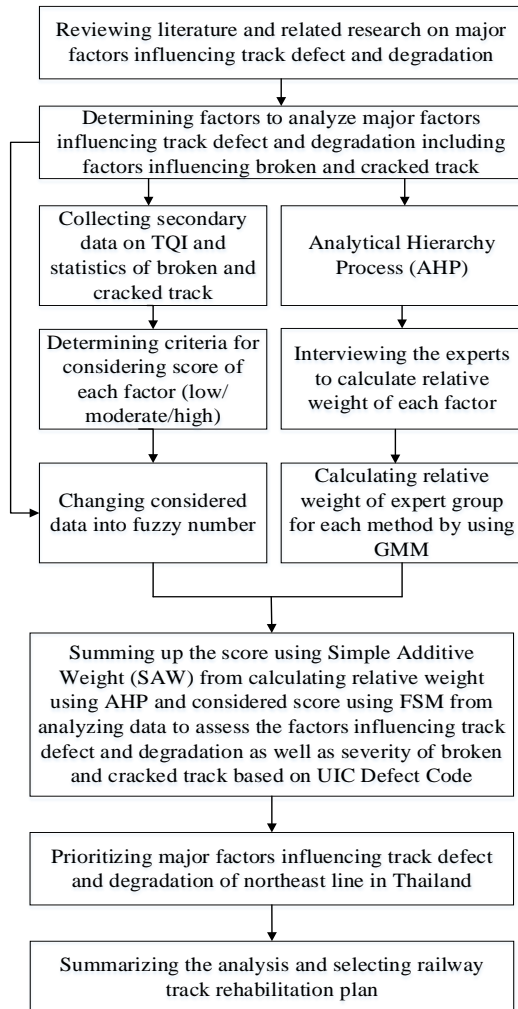 Reviewing literature and related research on major
factors influencing track defect and degradation
Determining factors to analyze major factors
influencing track defect and degradation including
factors influencing broken and cracked track
Collecting secondary
data on TQI and
statistics of broken and
cracked track
Analytical Hierarchy
Process (AHP)
Determining criteria for
considering score of
each factor (low/
moderate/high)
Interviewing the experts
to calculate relative
weight of each factor
Changing considered
data into fuzzy number
Calculating relative
weight of expert group
for each method by using
GMM
Summing up the score using Simple Additive
Weight (SAW) from calculating relative weight
using AHP and considered score using FSM from
analyzing data to assess the factors influencing track
defect and degradation as well as severity of broken
and cracked track based on UIC Defect Code
Prioritizing major factors influencing track defect
and degradation of northeast line in Thailand
Summarizing the analysis and selecting railway
track rehabilitation plan